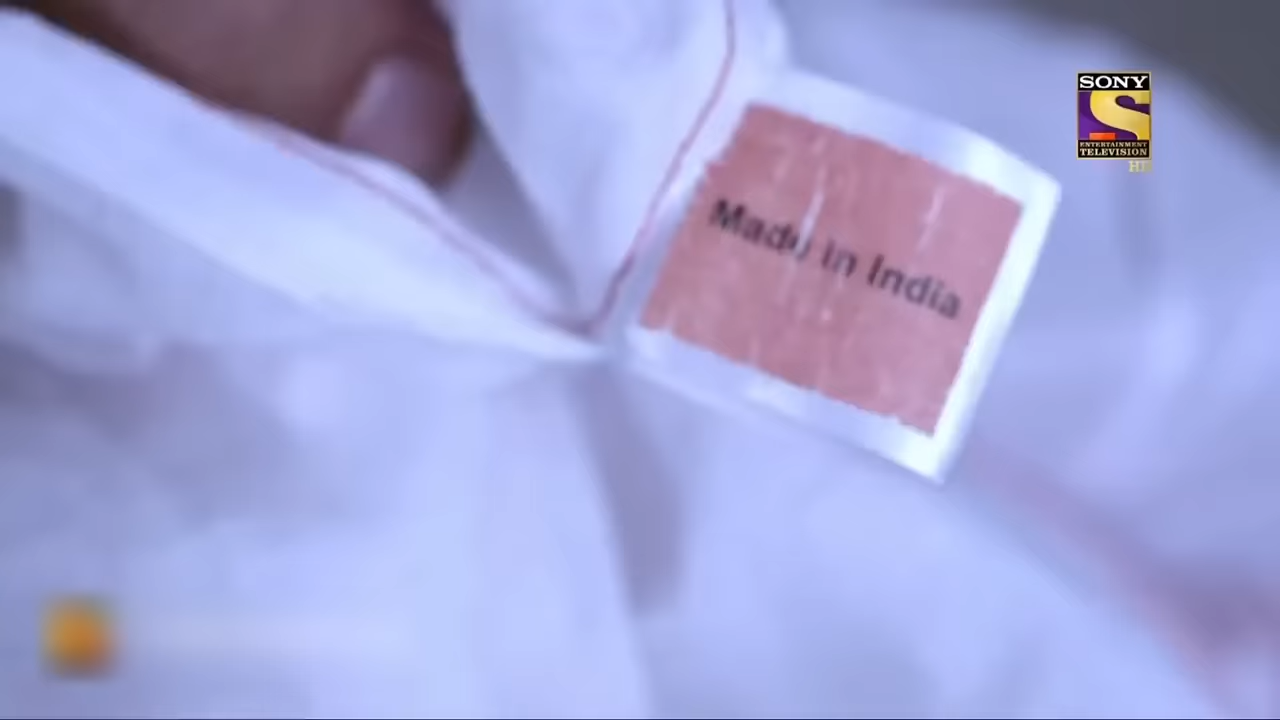 SONY
ENTERTAINMENT
TELEVISION
HD
Made in India